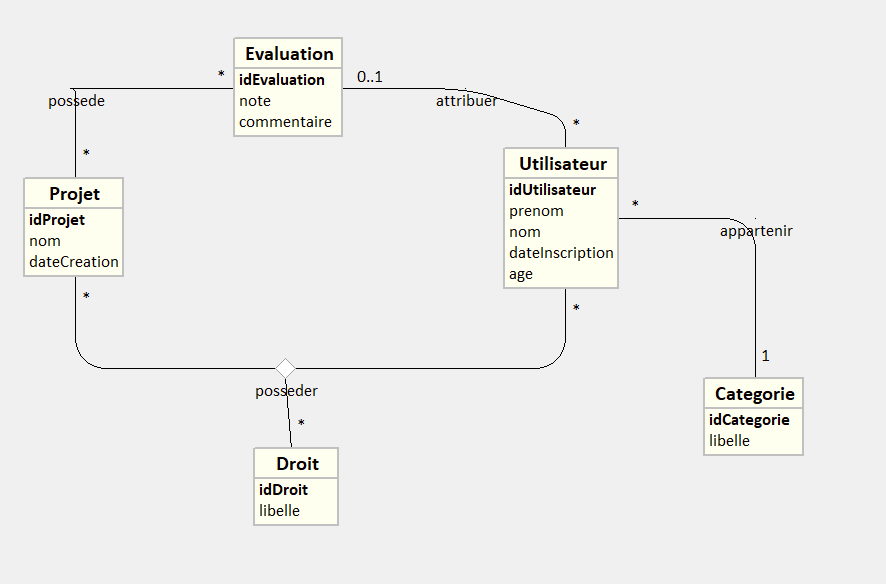 Evaluation
idEvaluation
note
commentaire
*
0..1
possede
attribuer
*
*
Projet
idProjet
nom
dateCreation
Utilisateur
idUtilisateur
prenom
nom
dateInscription
age
*
appartenir
*
*
posseder
*
1
Categorie
idCategorie
libelle
Droit
idDroit
libelle